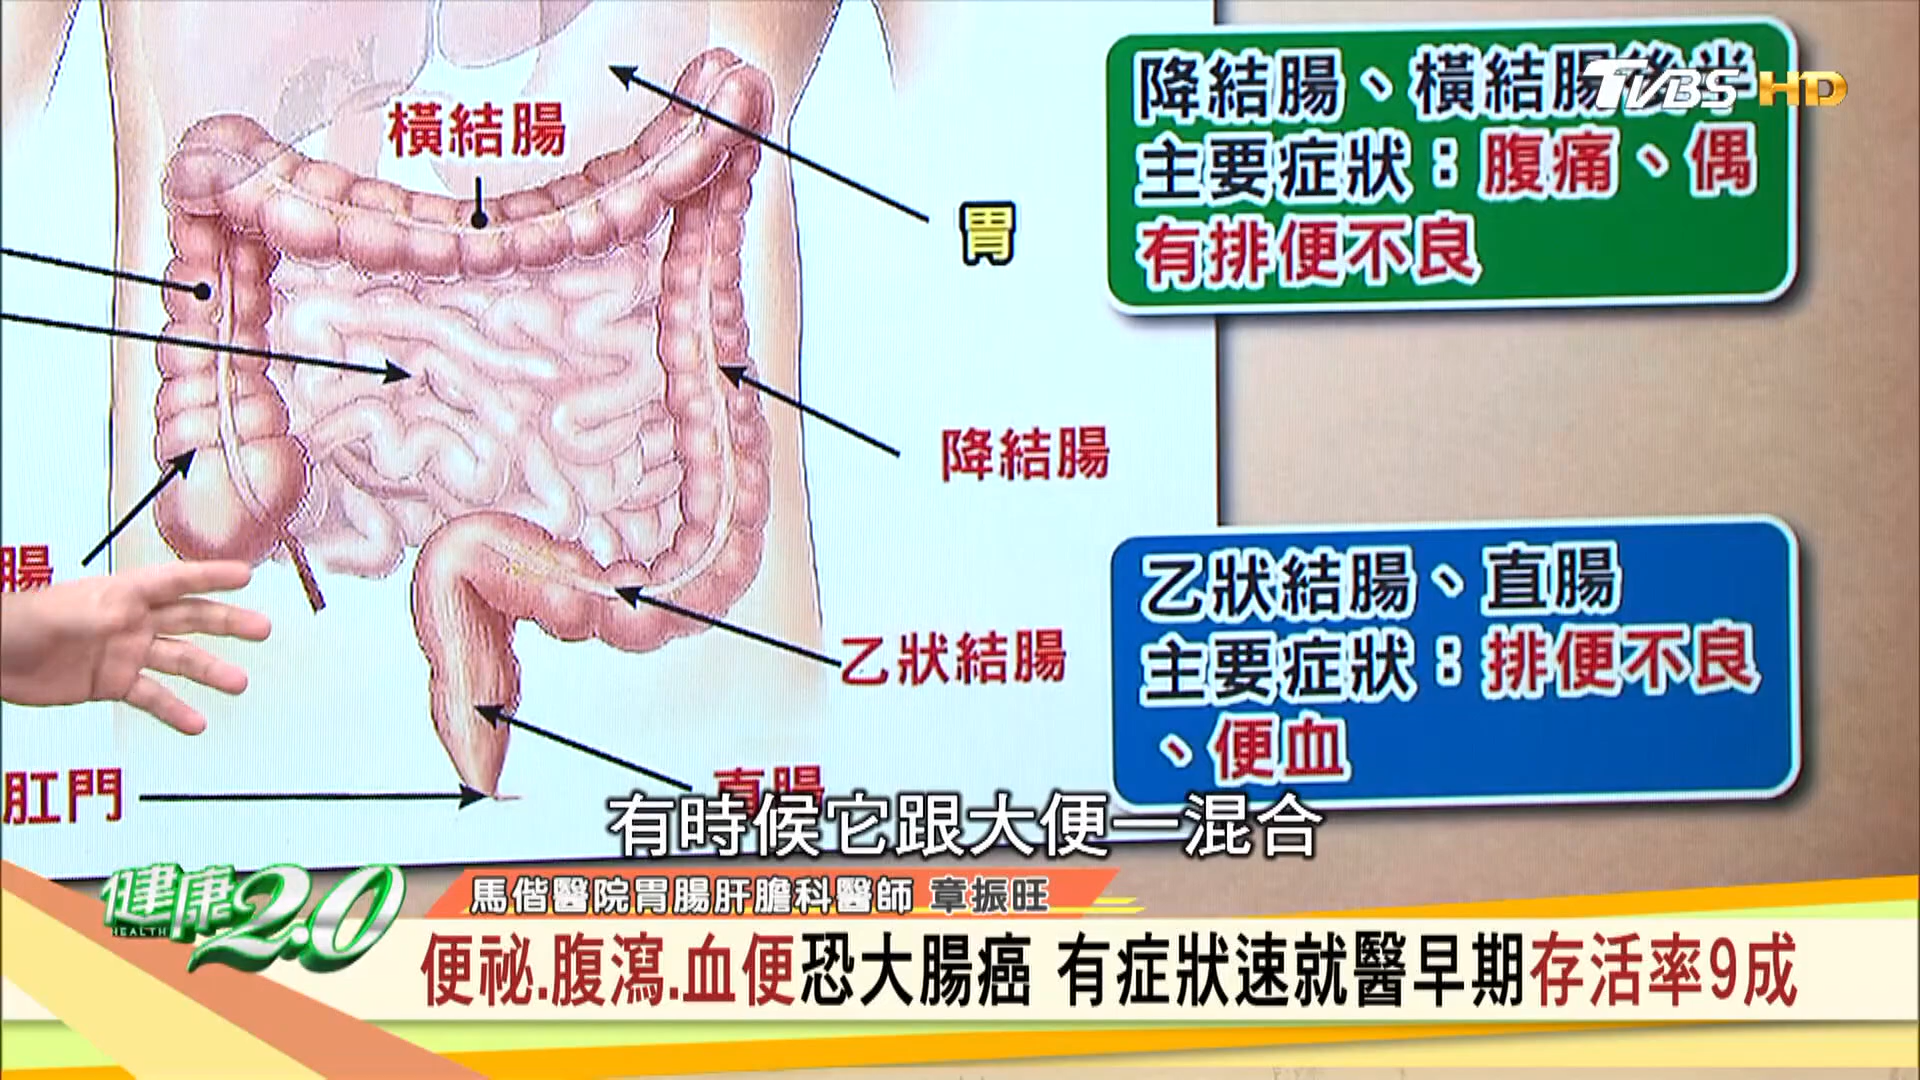 降結腸、橫結腸後半
TVBS HD
主要症狀：腹痛、偶
有排便不良
橫結腸
胃
降結腸
乙狀結腸、直腸
主要症狀：排便不良
、便血
腸
乙狀結腸
直腸
肛門
有時候它跟大便一混合
健康2.0
HEALTH
馬偕醫院胃腸肝膽科醫師 章振旺
便祕.腹瀉.血便恐大腸癌 有症狀速就醫早期存活率9成